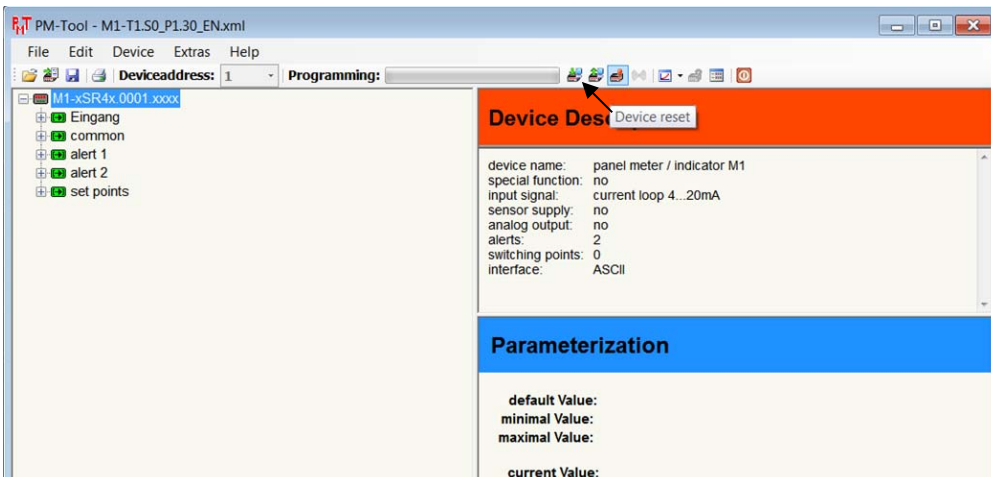 PM-Tool - M1-T1.S0_P1.30_EN.xml
File Edit Device Extras Help
Deviceaddress: 1 Programming:
M1-xSR4x.0001.xxxx
Eingang
common
alert 1
alert 2
set points
Device Des
Device reset
device name: panel meter / indicator M1
special function: no
input signal: current loop 4...20mA
sensor supply: no
analog output: no
alerts: 2
switching points: 0
interface: ASCII
Parameterization
default Value:
minimal Value:
maximal Value:
current Value: